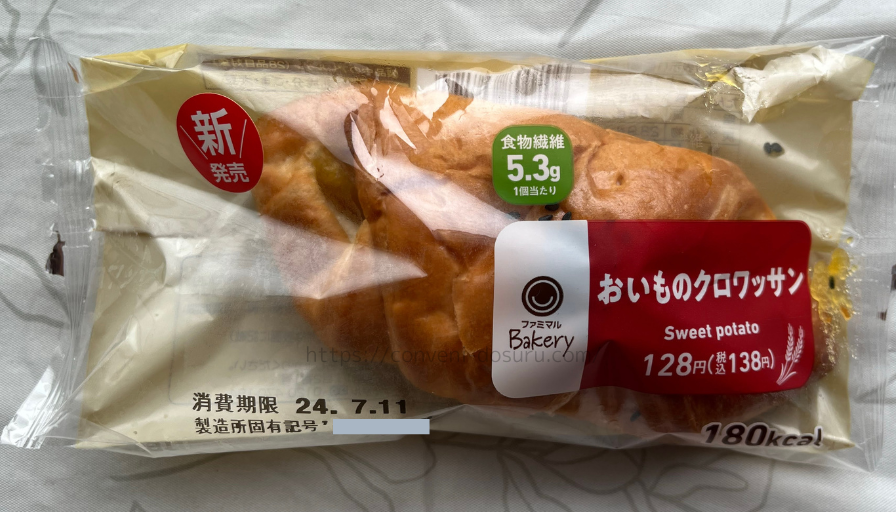 新
発売
食物繊維
5.3g
1個当たり
ファミマル
Bakery
おいものクロワッサン
Sweet potato
128円(税込138円)
消費期限 24. 7.11
製造所固有記号
180kcal